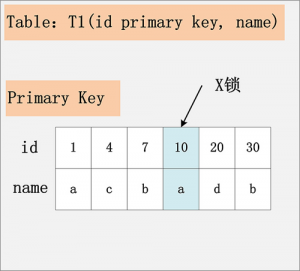 Table: T1(id primary key, name)
X锁
Primary Key
id 1 4 7 10 20 30
name a c b a d b